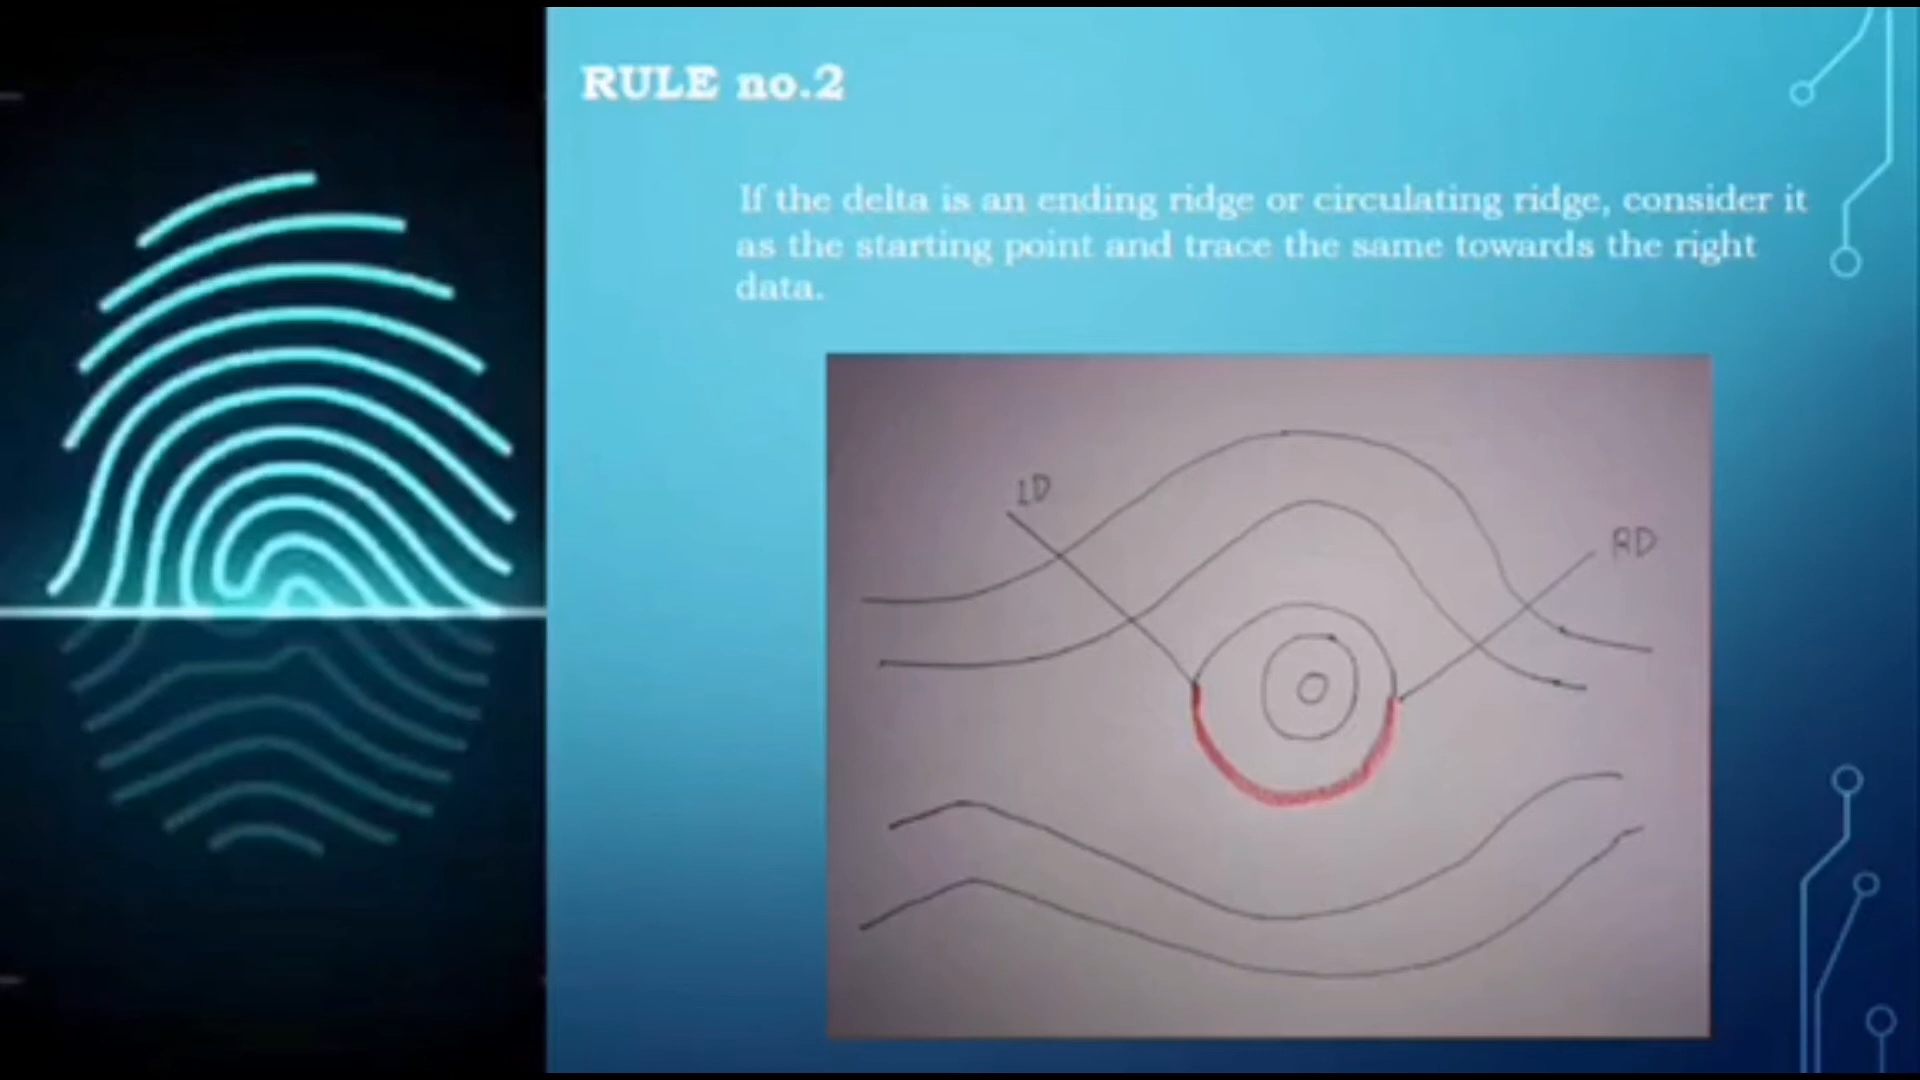 RULE no.2
If the delta is an ending ridge or circulating ridge, consider it
as the starting point and trace the same towards the right
data.
LD
RD